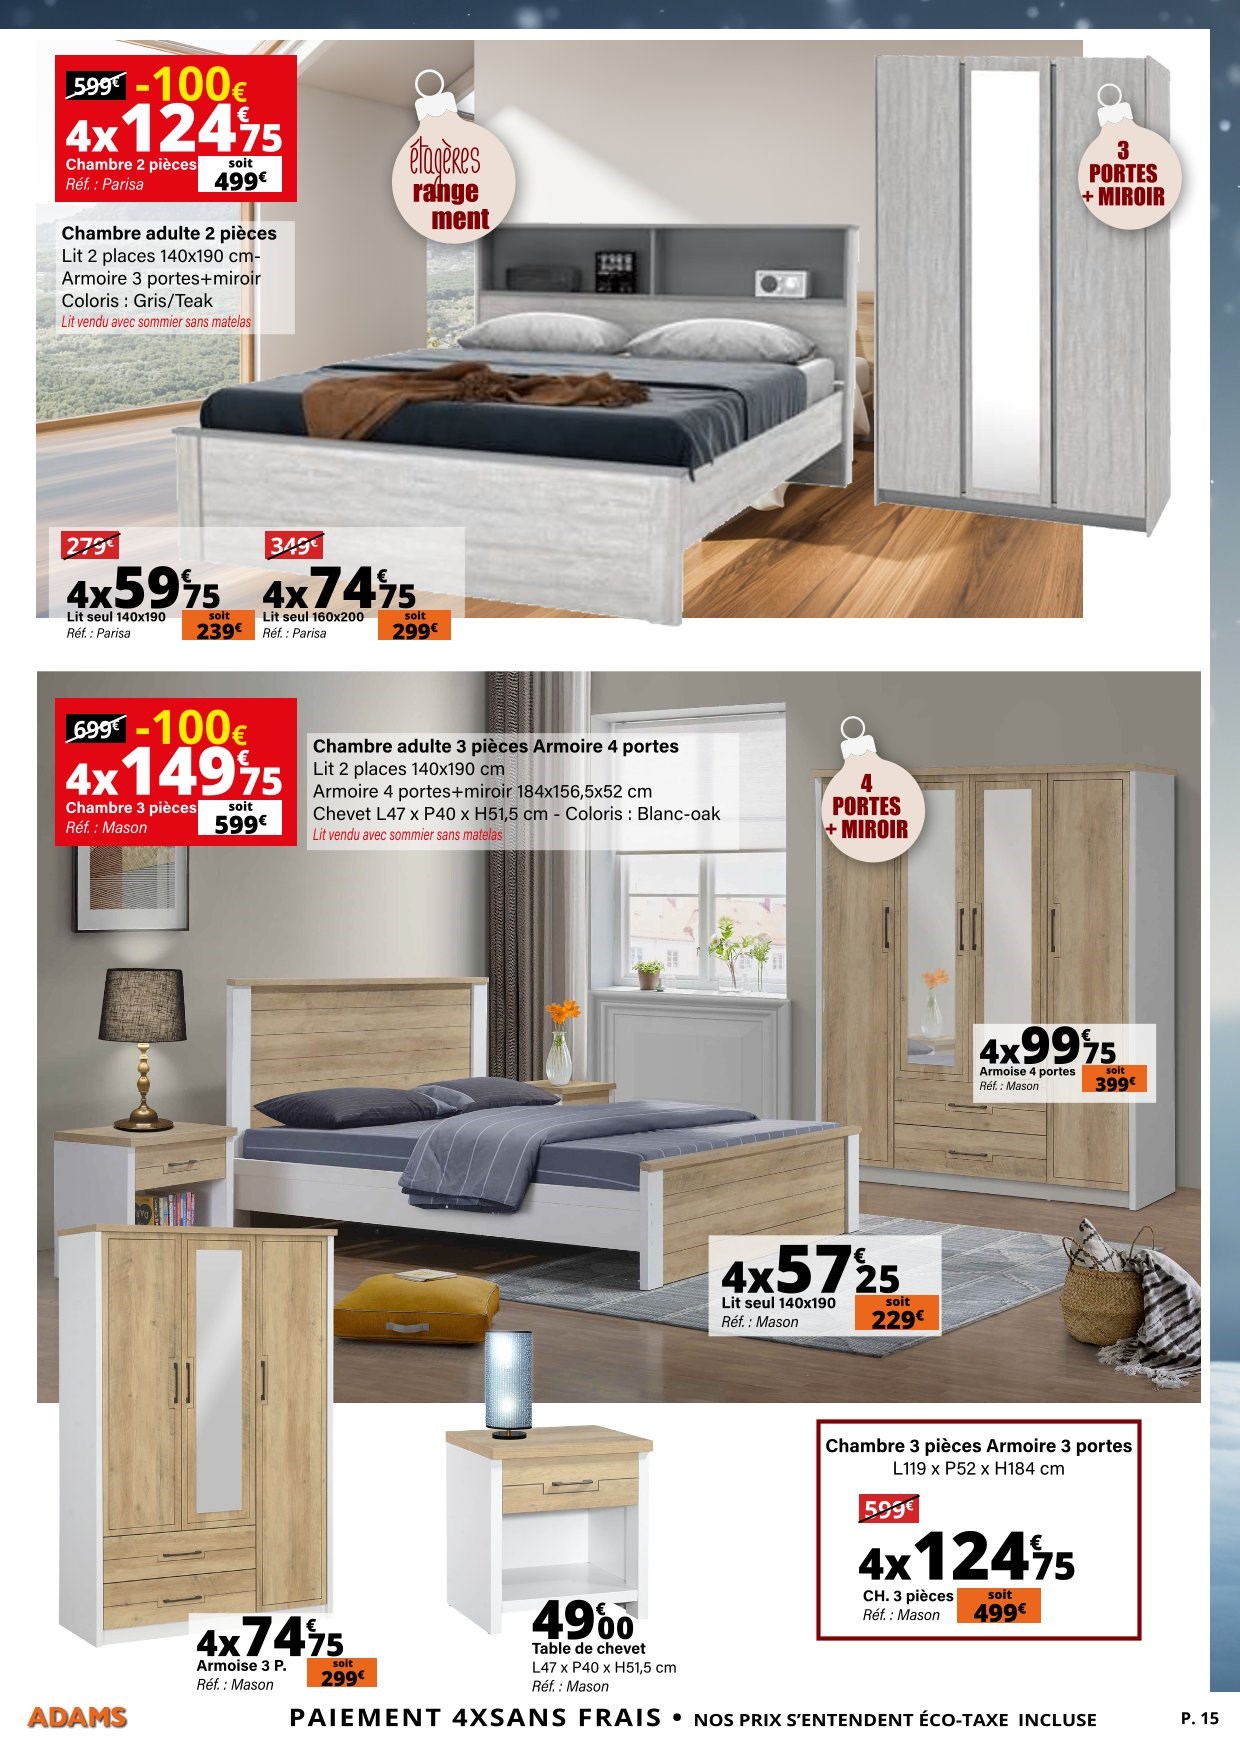 599€ -100€
4x124€75
Chambre 2 pièces soit
Réf. : Parisa 499€
étagères
range
ment
3
PORTES
+ MIROIR
Chambre adulte 2 pièces
Lit 2 places 140x190 cm-
Armoire 3 portes+miroir
Coloris : Gris/Teak
Lit vendu avec sommier sans matelas
279€
4x59€75
Lit seul 140x190 soit
Réf. : Parisa 239€
349€
4x74€75
Lit seul 160x200 soit
Réf. : Parisa 299€
699€ -100€
4x149€75
Chambre 3 pièces soit
Réf. : Mason 599€
Chambre adulte 3 pièces Armoire 4 portes
Lit 2 places 140x190 cm
Armoire 4 portes+miroir 184x156,5x52 cm
Chevet L47 x P40 x H51,5 cm - Coloris : Blanc-oak
Lit vendu avec sommier sans matelas
4
PORTES
+ MIROIR
4x99€75
Armoise 4 portes soit
Réf. : Mason 399€
4x57€25
Lit seul 140x190 soit
Réf. : Mason 229€
4x74€75
Armoise 3 P. soit
Réf. : Mason 299€
49€00
Table de chevet
L47 x P40 x H51,5 cm
Réf. : Mason
Chambre 3 pièces Armoire 3 portes
L119 x P52 x H184 cm
599€
4x124€75
CH. 3 pièces soit
Réf. : Mason 499€
ADAMS PAIEMENT 4XSANS FRAIS • NOS PRIX S'ENTENDENT ÉCO-TAXE INCLUSE P. 15